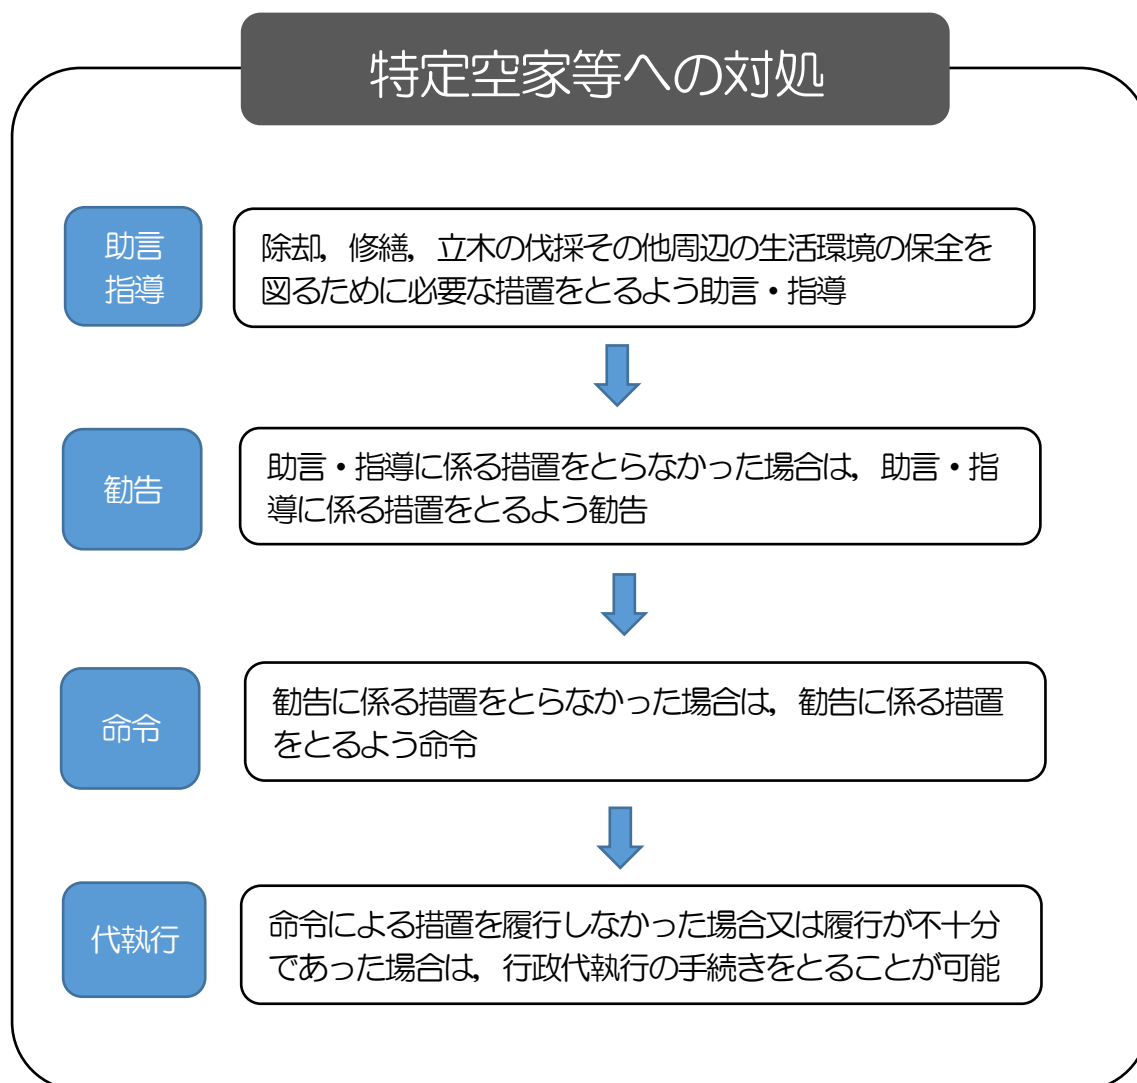 特定空家等への対処
助言
指導
除却，修繕，立木の伐採その他周辺の生活環境の保全を
図るために必要な措置をとるよう助言・指導
勧告
助言・指導に係る措置をとらなかった場合は，助言・指
導に係る措置をとるよう勧告
命令
勧告に係る措置をとらなかった場合は，勧告に係る措置
をとるよう命令
代執行
命令による措置を履行しなかった場合又は履行が不十分
であった場合は，行政代執行の手続きをとることが可能